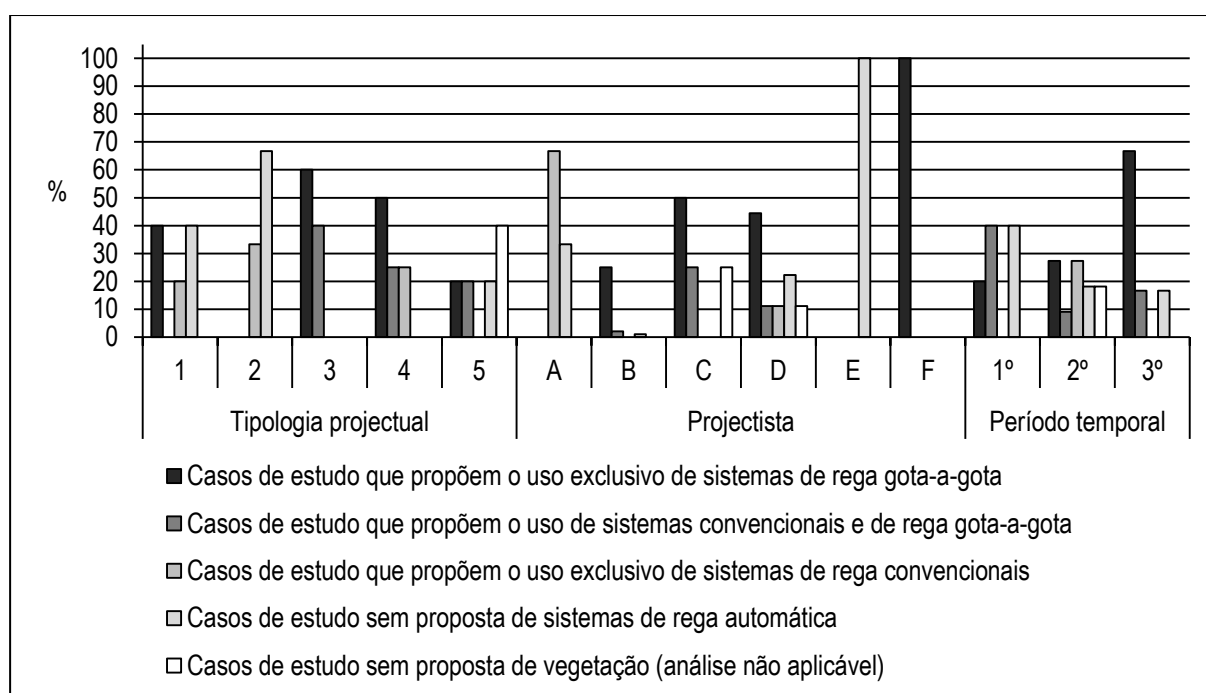 100
90
80
70
60
50
40
30
20
10
0
%
1 2 3 4 5 A B C D E F 1º 2º 3º
Tipologia projectual Projectista Período temporal
Casos de estudo que propõem o uso exclusivo de sistemas de rega gota-a-gota
Casos de estudo que propõem o uso de sistemas convencionais e de rega gota-a-gota
Casos de estudo que propõem o uso exclusivo de sistemas de rega convencionais
Casos de estudo sem proposta de sistemas de rega automática
Casos de estudo sem proposta de vegetação (análise não aplicável)